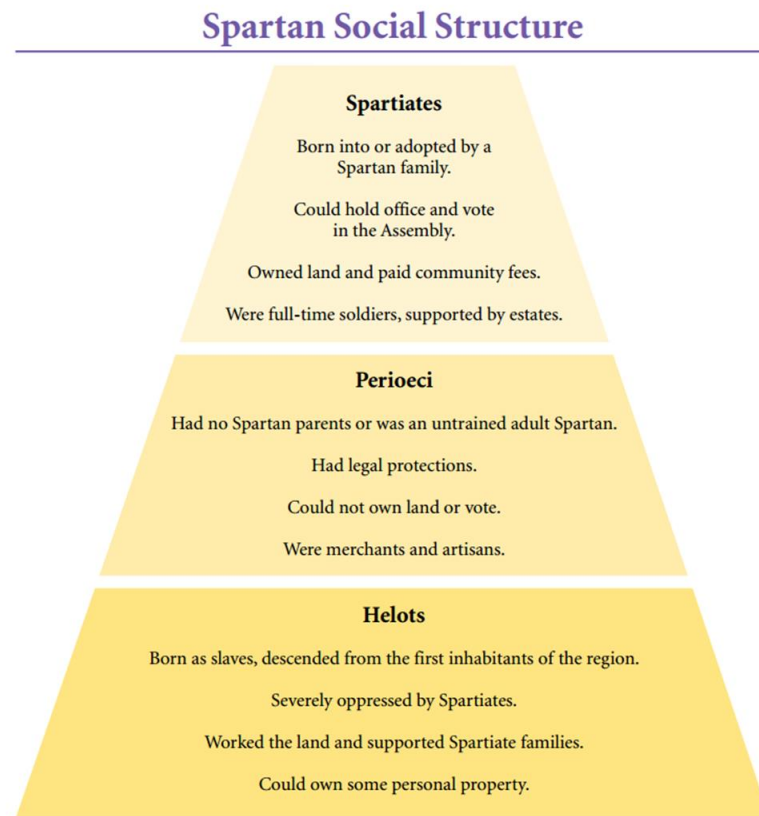 Spartan Social Structure
Spartiates
Born into or adopted by a
Spartan family.
Could hold office and vote
in the Assembly.
Owned land and paid community fees.
Were full-time soldiers, supported by estates.
Perioeci
Had no Spartan parents or was an untrained adult Spartan.
Had legal protections.
Could not own land or vote.
Were merchants and artisans.
Helots
Born as slaves, descended from the first inhabitants of the region.
Severely oppressed by Spartiates.
Worked the land and supported Spartiate families.
Could own some personal property.